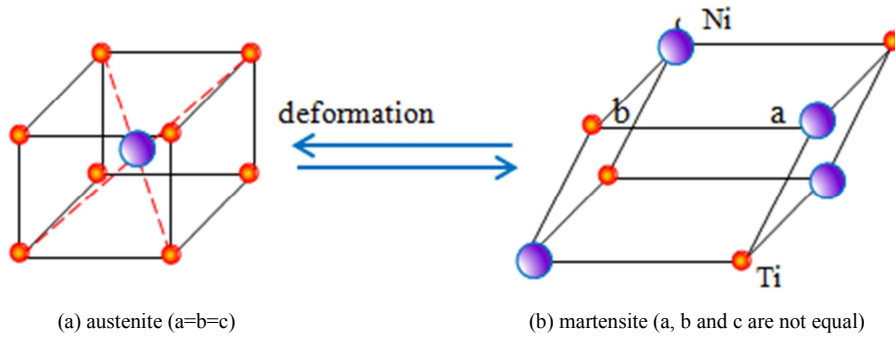 Ni
b
a
deformation
Ti
(a) austenite (a=b=c)
(b) martensite (a, b and c are not equal)